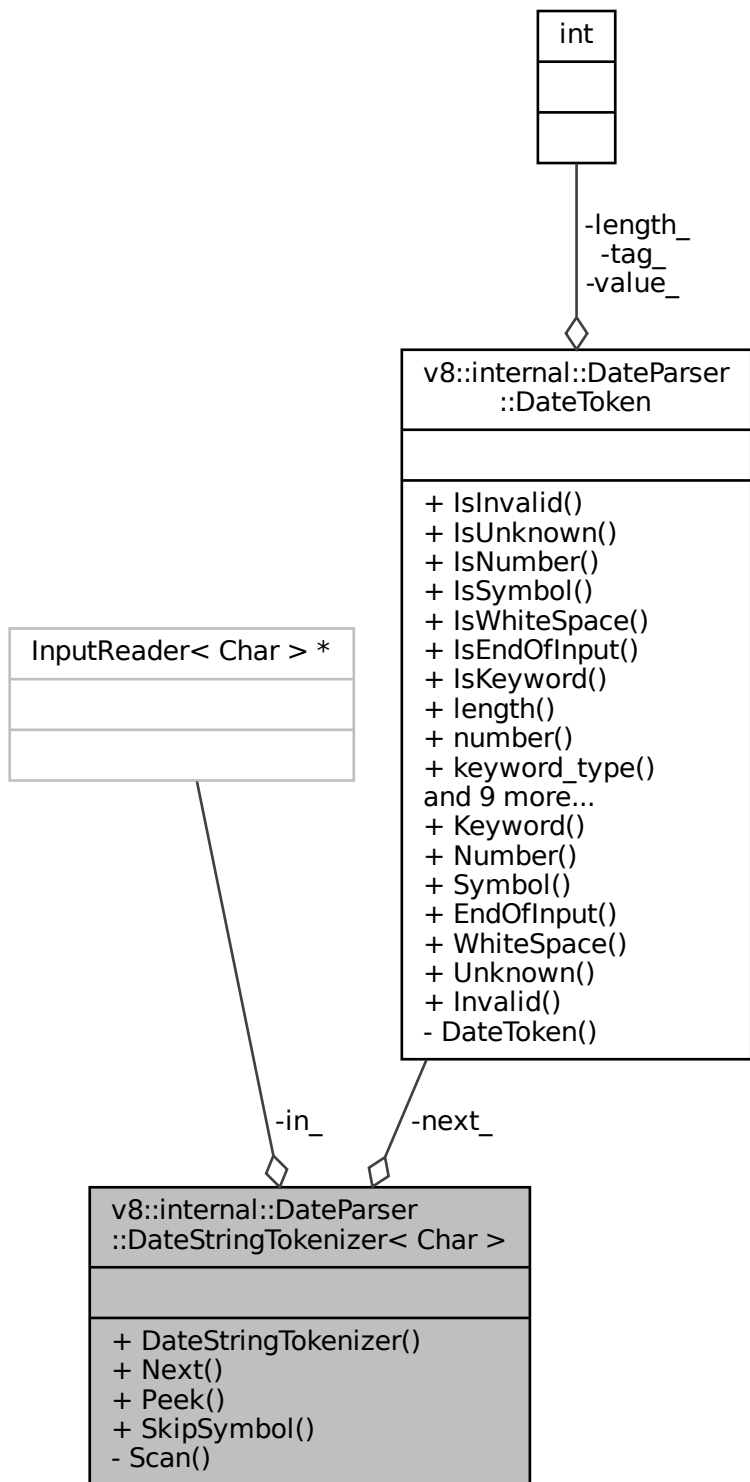 int
-length_
-tag_
-value_
v8::internal::DateParser
::DateToken
+ IsInvalid()
+ IsUnknown()
+ IsNumber()
+ IsSymbol()
+ IsWhiteSpace()
+ IsEndOfInput()
+ IsKeyword()
+ length()
+ number()
+ keyword_type()
and 9 more...
+ Keyword()
+ Number()
+ Symbol()
+ EndOfInput()
+ WhiteSpace()
+ Unknown()
+ Invalid()
- DateToken()
InputReader< Char > *
-in_
-next_
v8::internal::DateParser
::DateStringTokenizer< Char >
+ DateStringTokenizer()
+ Next()
+ Peek()
+ SkipSymbol()
- Scan()